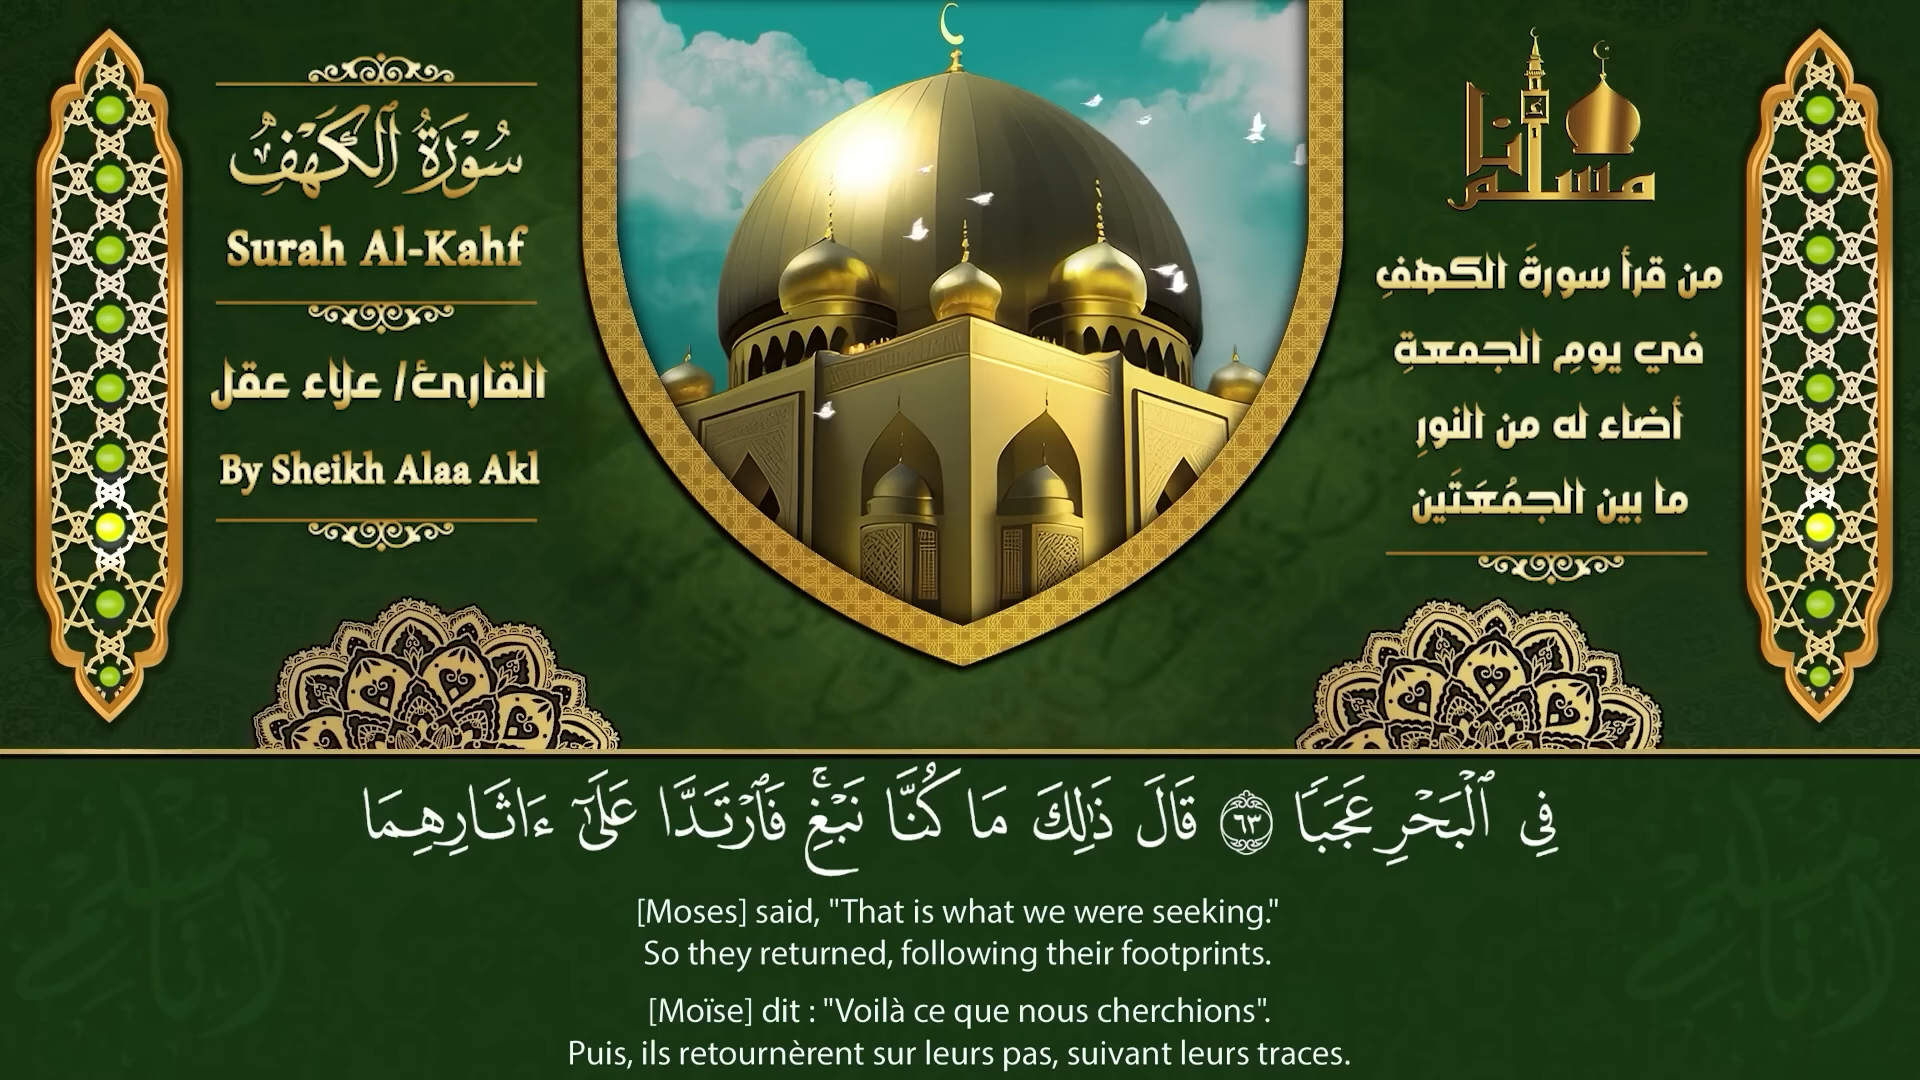 سُورَةُ الكَهْفِ
Surah Al-Kahf
القارئ / علاء عقل
By Sheikh Alaa Akl
أنا
مسلم
من قرأ سورةَ الكهفِ
في يومِ الجمعةِ
أضاء له من النورِ
ما بين الجمُعَتَين
فِي ٱلْبَحْرِ عَجَبًا ٦٣ قَالَ ذَٰلِكَ مَا كُنَّا نَبْغِ ۚ فَٱرْتَدَّا عَلَىٰٓ ءَاثَارِهِمَا
[Moses] said, "That is what we were seeking."
So they returned, following their footprints.
[Moïse] dit : "Voilà ce que nous cherchions".
Puis, ils retournèrent sur leurs pas, suivant leurs traces.